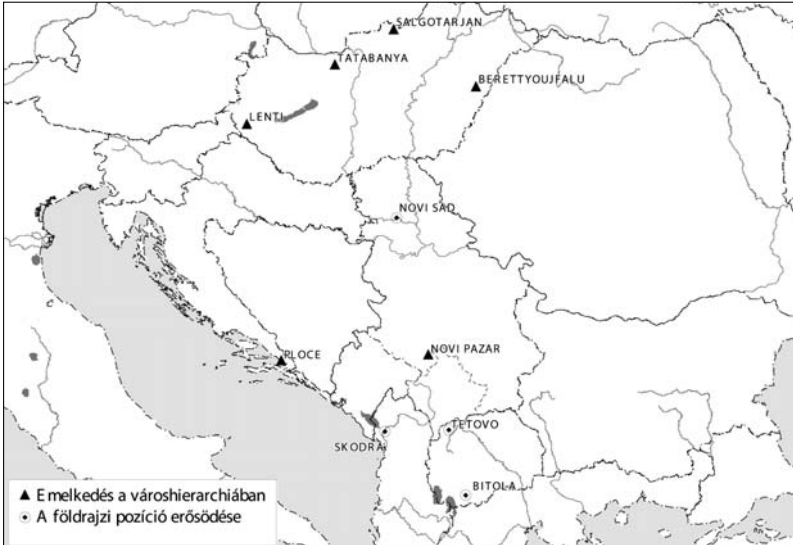 SALGOTARJAN
TATABANYA
BERETTYOUJFALU
LENTI
NOVI SAD
PLOCE
NOVI PAZAR
SKODRA
TETOVO
BITOLA
Emelkedés a városhierarchiában
A földrajzi pozíció erősödése